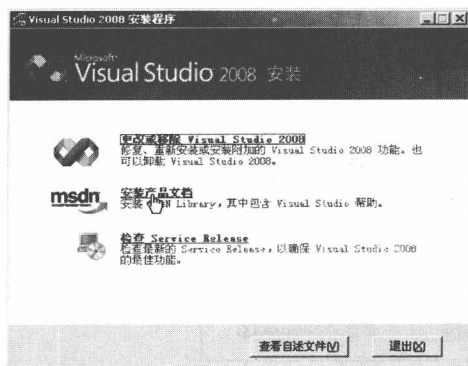 Visual Studio 2008 安装程序
Microsoft
Visual Studio 2008 安装
更改或移除 Visual Studio 2008
修复、重新安装或安装附加的 Visual Studio 2008 功能。也
可以卸载 Visual Studio 2008。
msdn
安装产品文档
安装 N Library，其中包含 Visual Studio 帮助。
检查 Service Release
检查最新的 Service Release，以确保 Visual Studio 2008
的最佳功能。
查看自述文件(V)
退出(X)